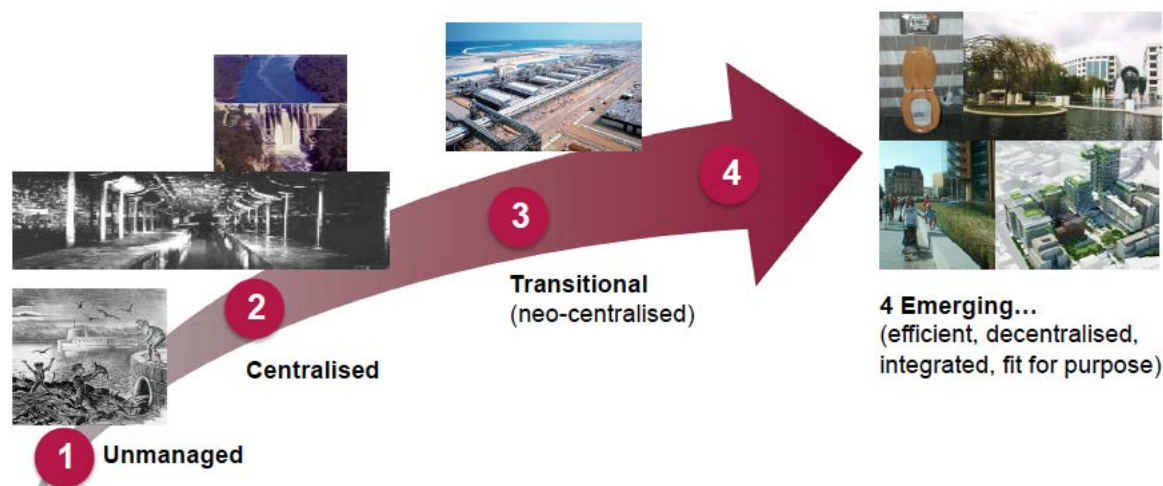 1 Unmanaged
2
Centralised
3
Transitional
(neo-centralised)
4
4 Emerging...
(efficient, decentralised,
integrated, fit for purpose)